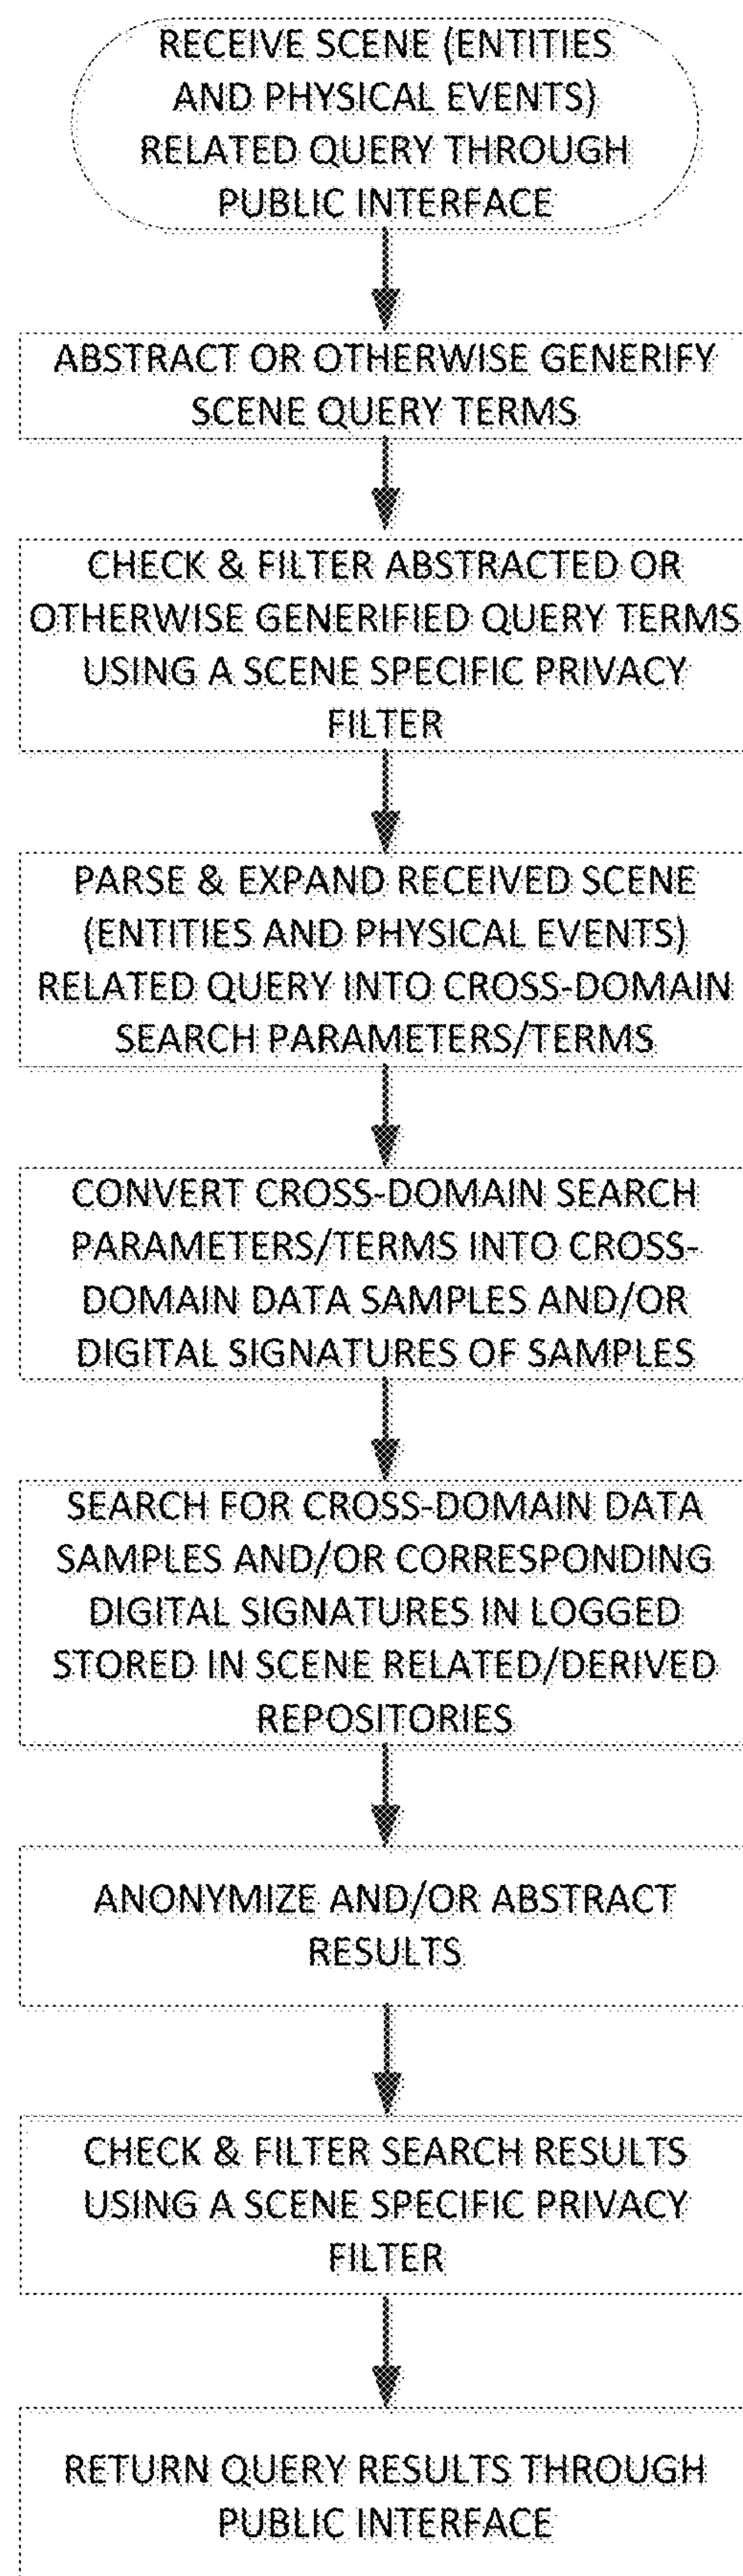 RECEIVE SCENE (ENTITIES
AND PHYSICAL EVENTS)
RELATED QUERY THROUGH
PUBLIC INTERFACE
ABSTRACT OR OTHERWISE GENERIFY
SCENE QUERY TERMS
CHECK & FILTER ABSTRACTED OR
OTHERWISE GENERIFIED QUERY TERMS
USING A SCENE SPECIFIC PRIVACY
FILTER
PARSE & EXPAND RECEIVED SCENE
(ENTITIES AND PHYSICAL EVENTS)
RELATED QUERY INTO CROSS-DOMAIN
SEARCH PARAMETERS/TERMS
CONVERT CROSS-DOMAIN SEARCH
PARAMETERS/TERMS INTO CROSS-
DOMAIN DATA SAMPLES AND/OR
DIGITAL SIGNATURES OF SAMPLES
SEARCH FOR CROSS-DOMAIN DATA
SAMPLES AND/OR CORRESPONDING
DIGITAL SIGNATURES IN LOGGED
STORED IN SCENE RELATED/DERIVED
REPOSITORIES
ANONYMIZE AND/OR ABSTRACT
RESULTS
CHECK & FILTER SEARCH RESULTS
USING A SCENE SPECIFIC PRIVACY
FILTER
RETURN QUERY RESULTS THROUGH
PUBLIC INTERFACE